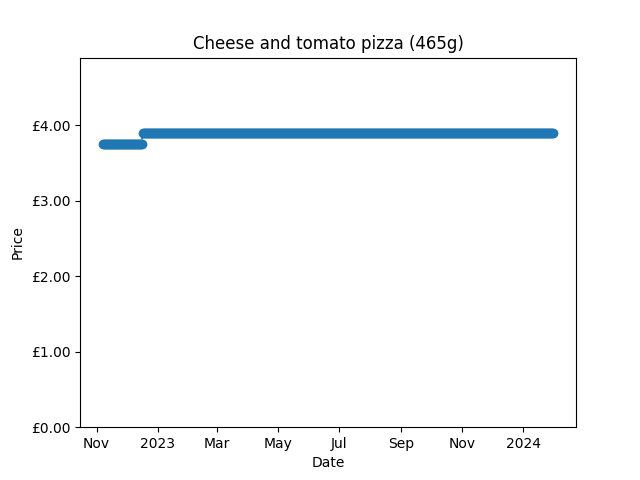 Cheese and tomato pizza (465g)
£4.00
£3.00
£2.00
£1.00
£0.00
Price
Nov 2023 Mar May Jul Sep Nov 2024
Date